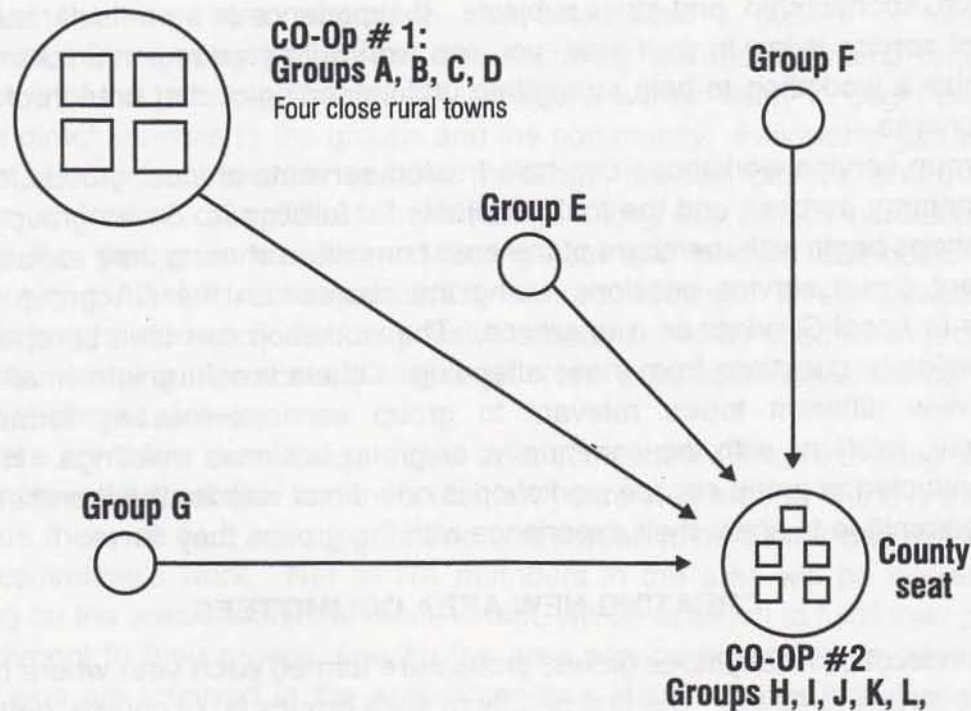 CO-Op # 1:
Groups A, B, C, D
Four close rural towns
Group F
Group E
Group G
County
seat
CO-OP #2
Groups H, I, J, K, L,